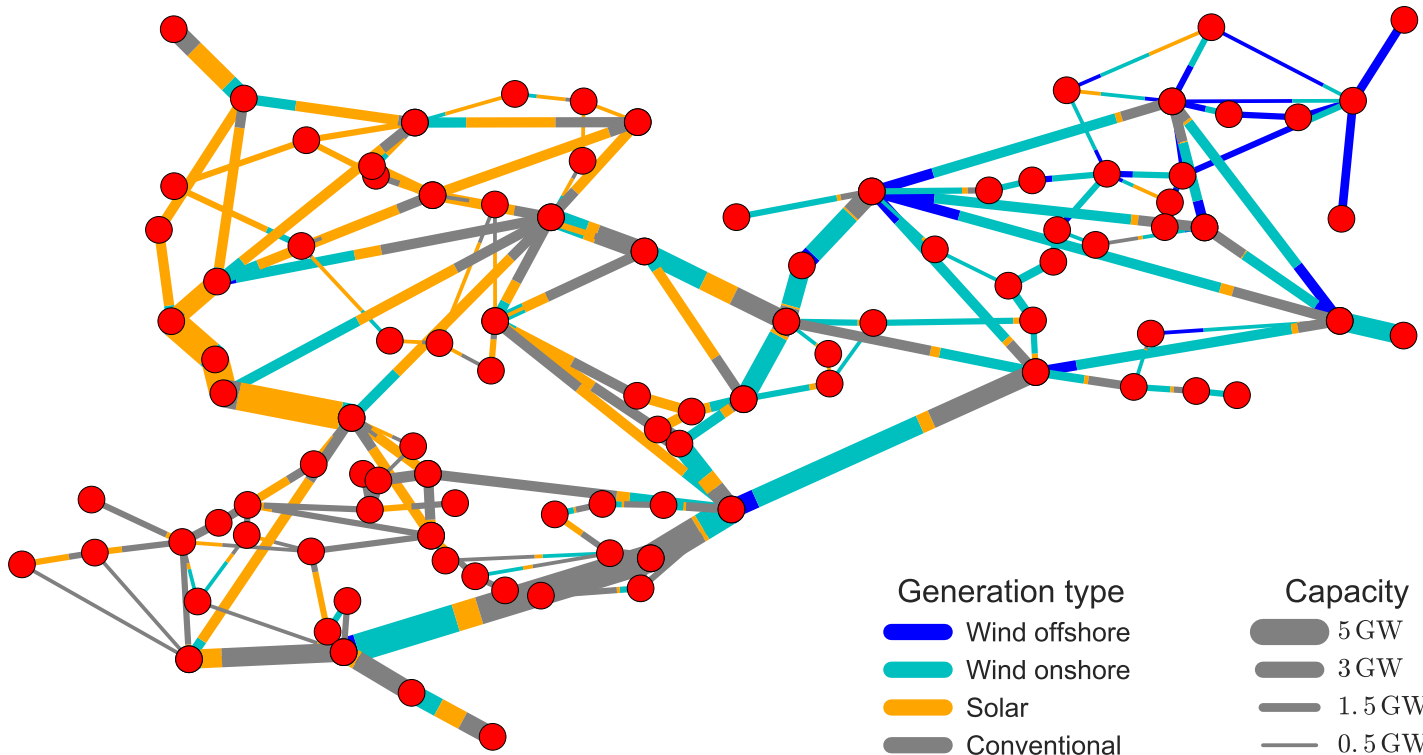 Generation type
Wind offshore
Wind onshore
Solar
Conventional
Capacity
5 GW
3 GW
1.5 GW
0.5 GW